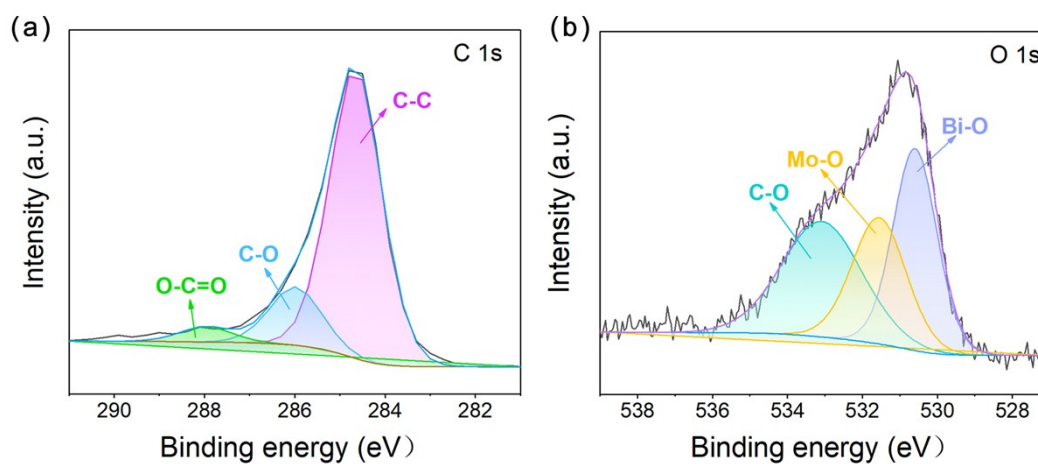 (a)
C 1s
C-C
C-O
O-C=O
Intensity (a.u.)
290
288
286
284
282
Binding energy (eV）
(b)
O 1s
Bi-O
Mo-O
C-O
Intensity (a.u.)
538
536
534
532
530
528
Binding energy (eV）